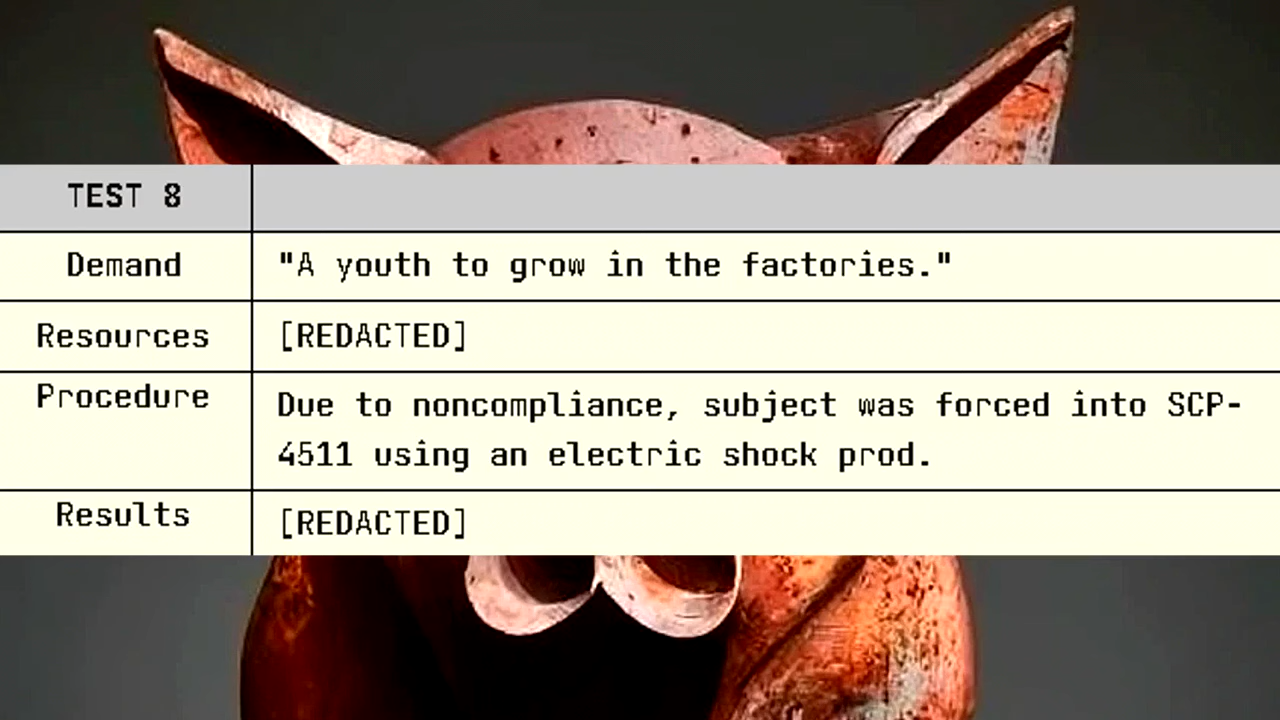 TEST 8
Demand "A youth to grow in the factories."
Resources [REDACTED]
Procedure Due to noncompliance, subject was forced into SCP-
4511 using an electric shock prod.
Results [REDACTED]